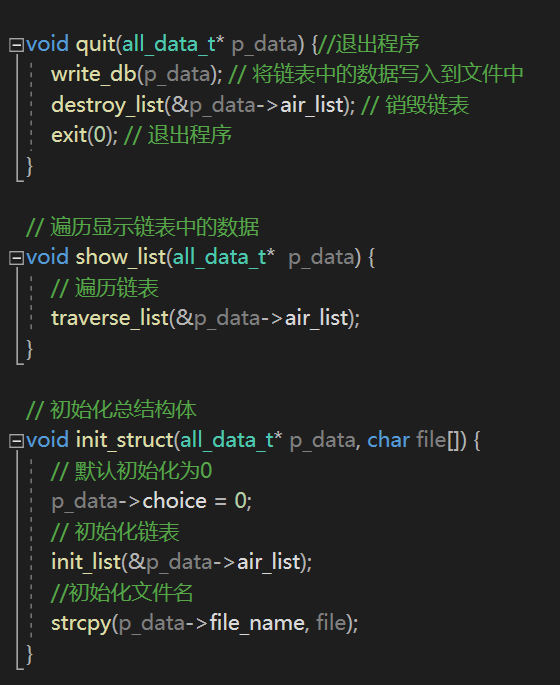 void quit(all_data_t* p_data) {//退出程序
write_db(p_data); // 将链表中的数据写入到文件中
destroy_list(&p_data->air_list); // 销毁链表
exit(0); // 退出程序
}
// 遍历显示链表中的数据
void show_list(all_data_t*  p_data) {
// 遍历链表
traverse_list(&p_data->air_list);
}
// 初始化总结构体
void init_struct(all_data_t* p_data, char file[]) {
// 默认初始化为0
p_data->choice = 0;
// 初始化链表
init_list(&p_data->air_list);
//初始化文件名
strcpy(p_data->file_name, file);
}